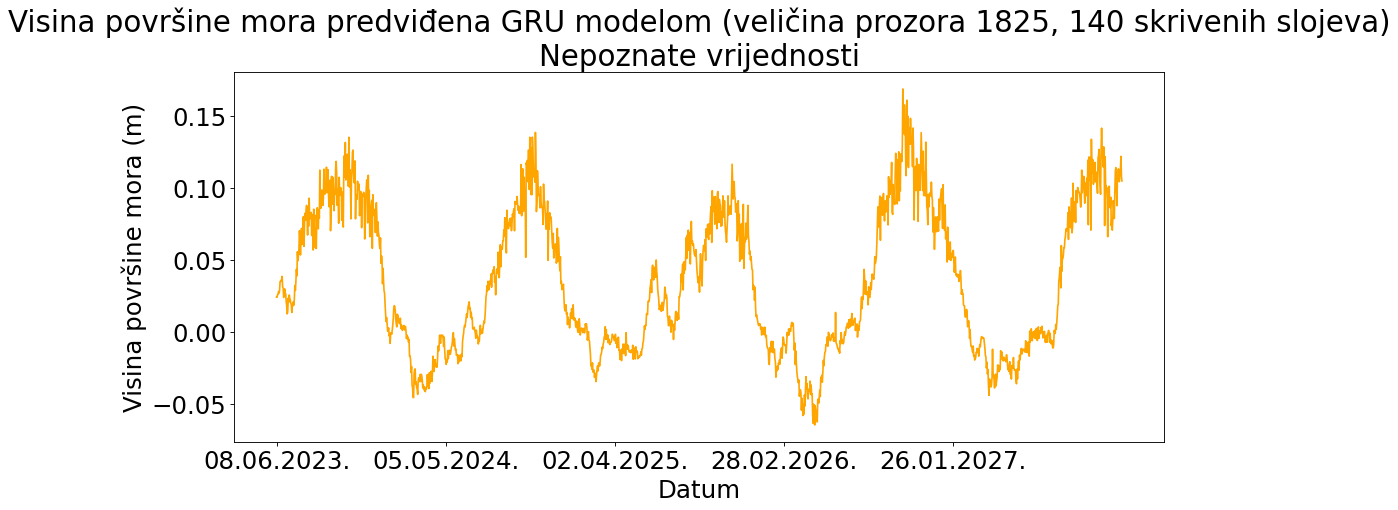 Visina površine mora predviđena GRU modelom (veličina prozora 1825, 140 skrivenih slojeva)
Nepoznate vrijednosti
Visina površine mora (m)
0.15
0.10
0.05
0.00
−0.05
08.06.2023. 05.05.2024. 02.04.2025. 28.02.2026. 26.01.2027.
Datum